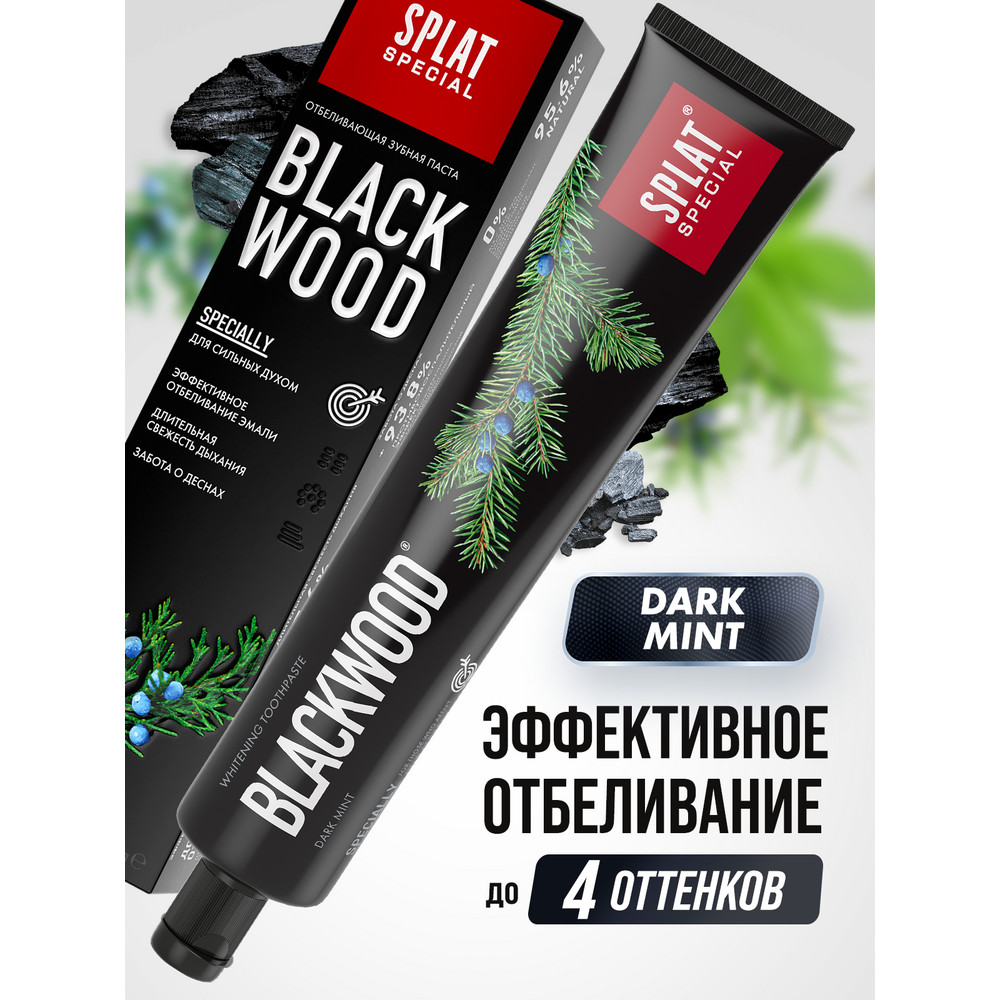 SPLAT
SPECIAL
ОТБЕЛИВАЮЩАЯ ЗУБНАЯ ПАСТА
BLACK
WOOD
SPECIALLY
ДЛЯ СИЛЬНЫХ ДУХОМ
ЭФФЕКТИВНОЕ
ОТБЕЛИВАНИЕ ЭМАЛИ
ДЛИТЕЛЬНАЯ
СВЕЖЕСТЬ ДЫХАНИЯ
ЗАБОТА О ДЕСНАХ
95.6%
NATURAL
0%
+93.8%
SPLAT®
SPECIAL
WHITENING TOOTHPASTE
BLACKWOOD®
DARK MINT
SPECIALLY
DARK
MINT
ЭФФЕКТИВНОЕ
ОТБЕЛИВАНИЕ
до 4 ОТТЕНКОВ